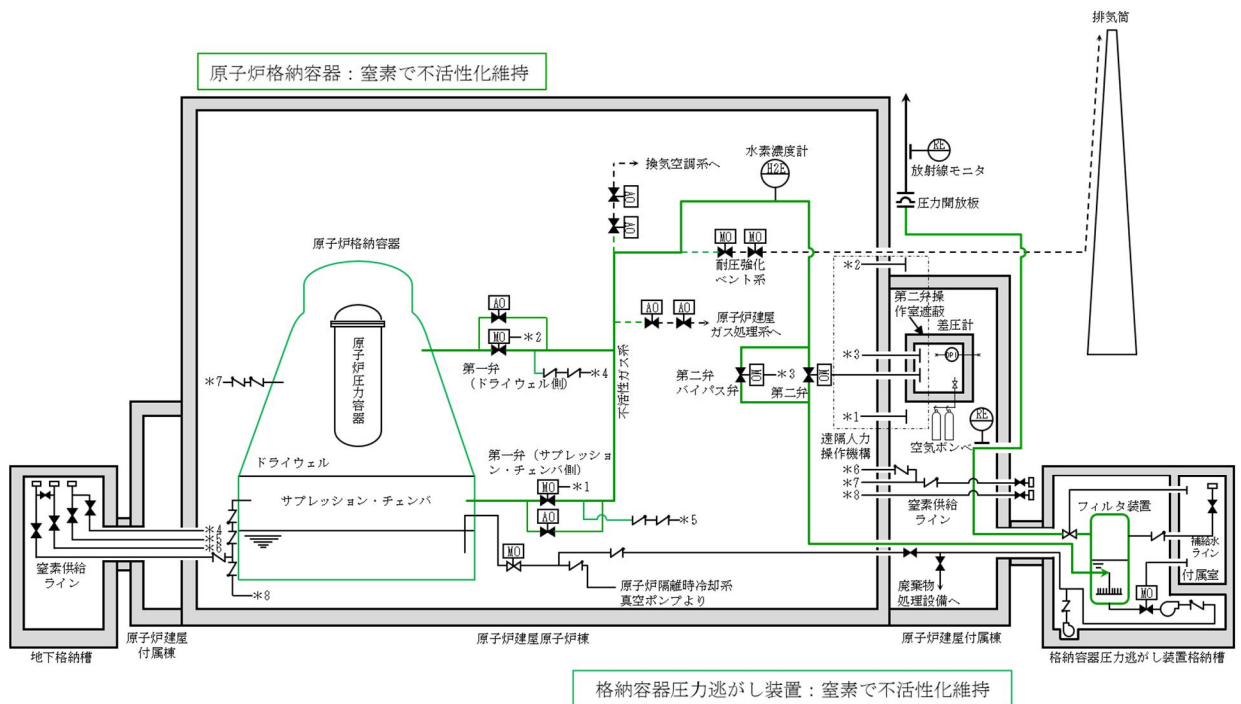 排気筒
原子炉格納容器:窒素で不活性化維持
水素濃度計
H2E
RE
放射線モニタ
換気空調系へ
AO
AO
圧力開放板
原子炉格納容器
MO
MO
耐圧強化
ベント系
*2
第二弁操
作室遮蔽
差圧計
DPI
AO
MO
*2
AO
AO
原子炉建屋
ガス処理系へ
原子炉圧力容器
*3
第一弁
(ドライウェル側)
*4
不活性ガス系
第二弁
バイパス弁
MO
*3
第二弁
MO
*7
*1
RE
空気ボンベ
遠隔人力
操作機構
ドライウェル
第一弁(サプレッショ
ン・チェンバ側)
MO
*1
*6
*7
*8
窒素供給
ライン
サプレッション・チェンバ
AO
*5
フィルタ装置
補給水
ライン
付属室
*4
*5
*6
窒素供給
ライン
*8
MO
原子炉隔離時冷却系
真空ポンプより
廃棄物
処理設備へ
MO
地下格納槽
原子炉建屋
付属棟
原子炉建屋原子炉棟
原子炉建屋付属棟
格納容器圧力逃がし装置格納槽
格納容器圧力逃がし装置:窒素で不活性化維持